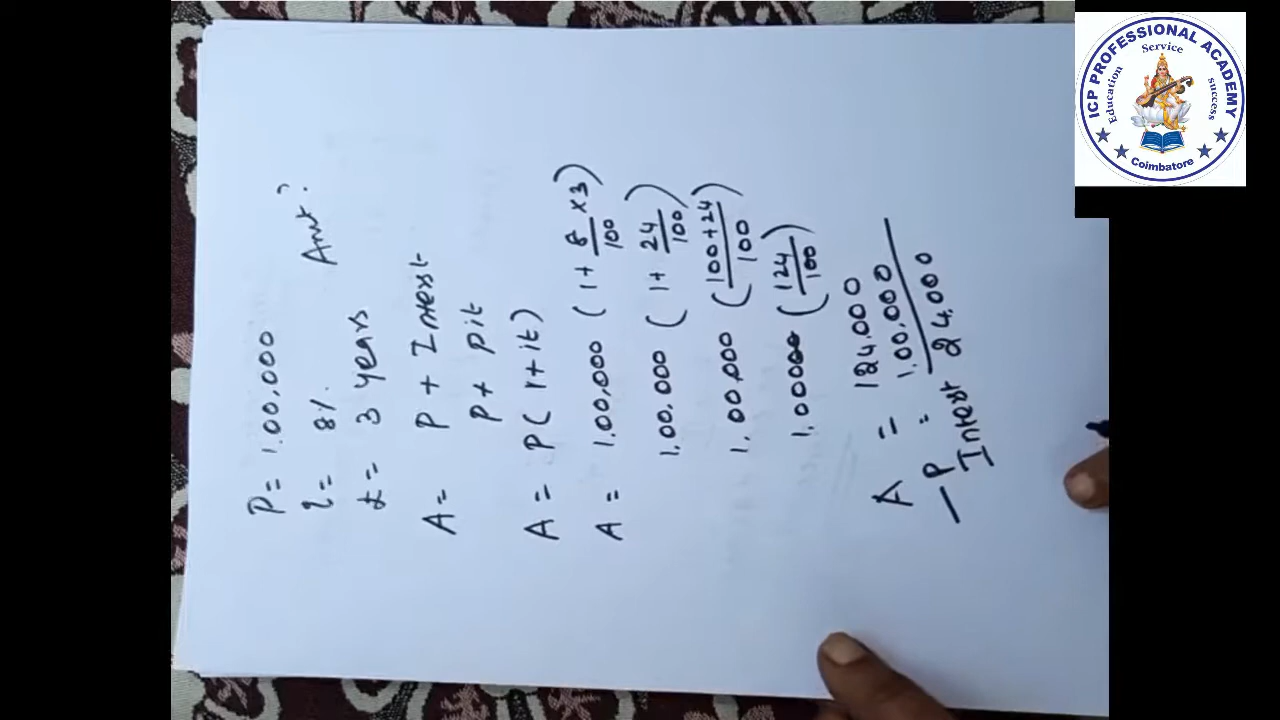 P = 1.00,000
r = 8%. Amt ?
t = 3 years
A = P + Interest
P + Pit
A = P(1+it)
A = 1.00,000 (1 + 8/100 × 3)
1.00.000 (1 + 24/100)
1.00,000 (100+24/100)
1.00000 (124/100)
A = 124.000
— P = 1.00.000
Intest 24,000
ICP PROFESSIONAL ACADEMY
Service
Education
success
Coimbatore